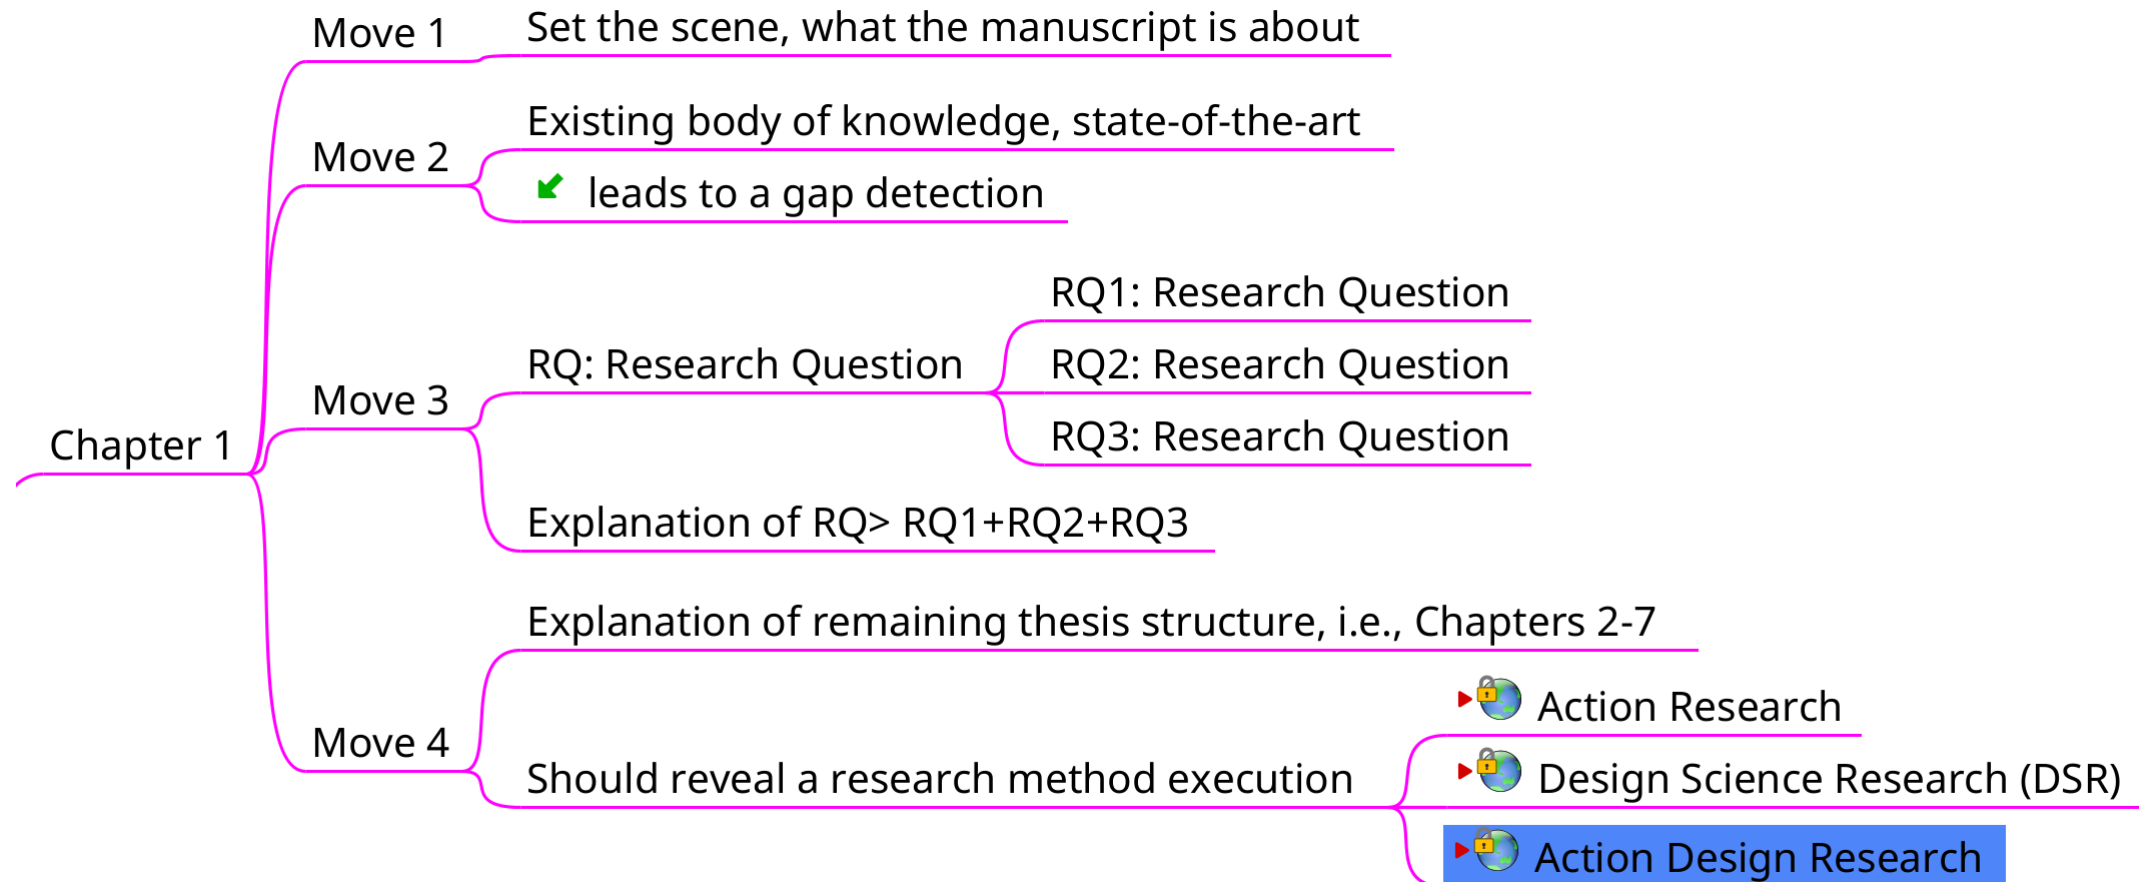 Chapter 1
Move 1
Set the scene, what the manuscript is about
Move 2
Existing body of knowledge, state-of-the-art
leads to a gap detection
Move 3
RQ: Research Question
RQ1: Research Question
RQ2: Research Question
RQ3: Research Question
Explanation of RQ> RQ1+RQ2+RQ3
Move 4
Explanation of remaining thesis structure, i.e., Chapters 2-7
Should reveal a research method execution
Action Research
Design Science Research (DSR)
Action Design Research